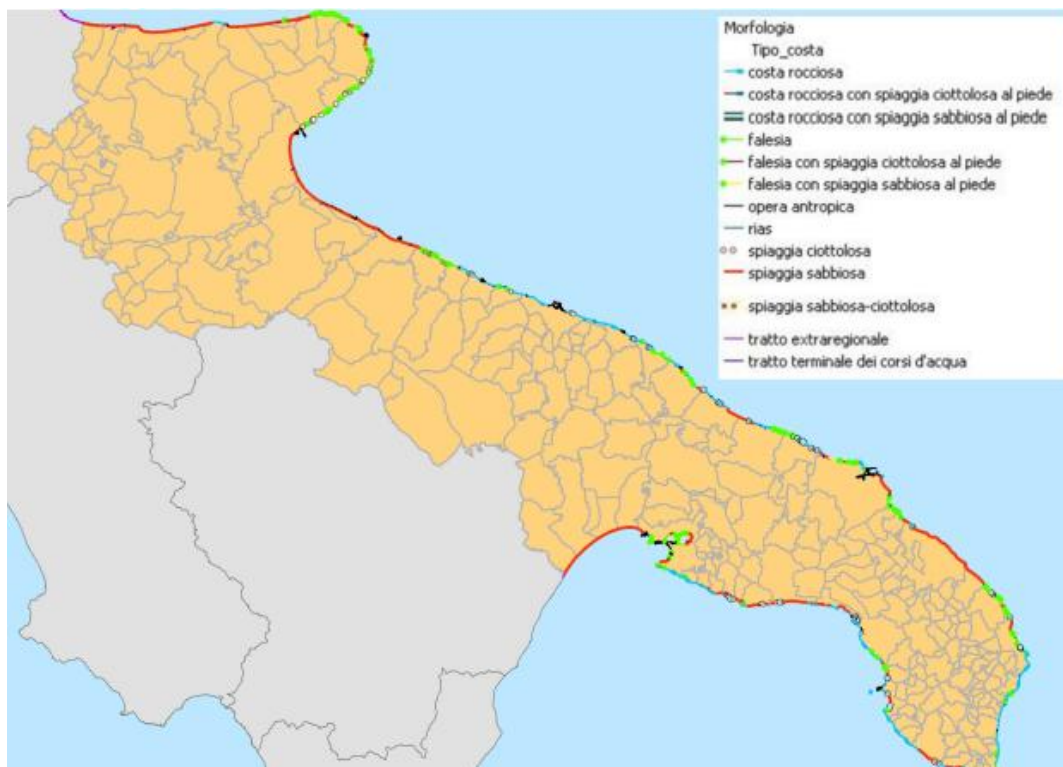 Morfologia
Tipo_costa
costa rocciosa
costa rocciosa con spiaggia ciottolosa al piede
costa rocciosa con spiaggia sabbiosa al piede
falesia
falesia con spiaggia ciottolosa al piede
falesia con spiaggia sabbiosa al piede
opera antropica
rias
spiaggia ciottolosa
spiaggia sabbiosa
spiaggia sabbiosa-ciottolosa
tratto extraregionale
tratto terminale dei corsi d'acqua